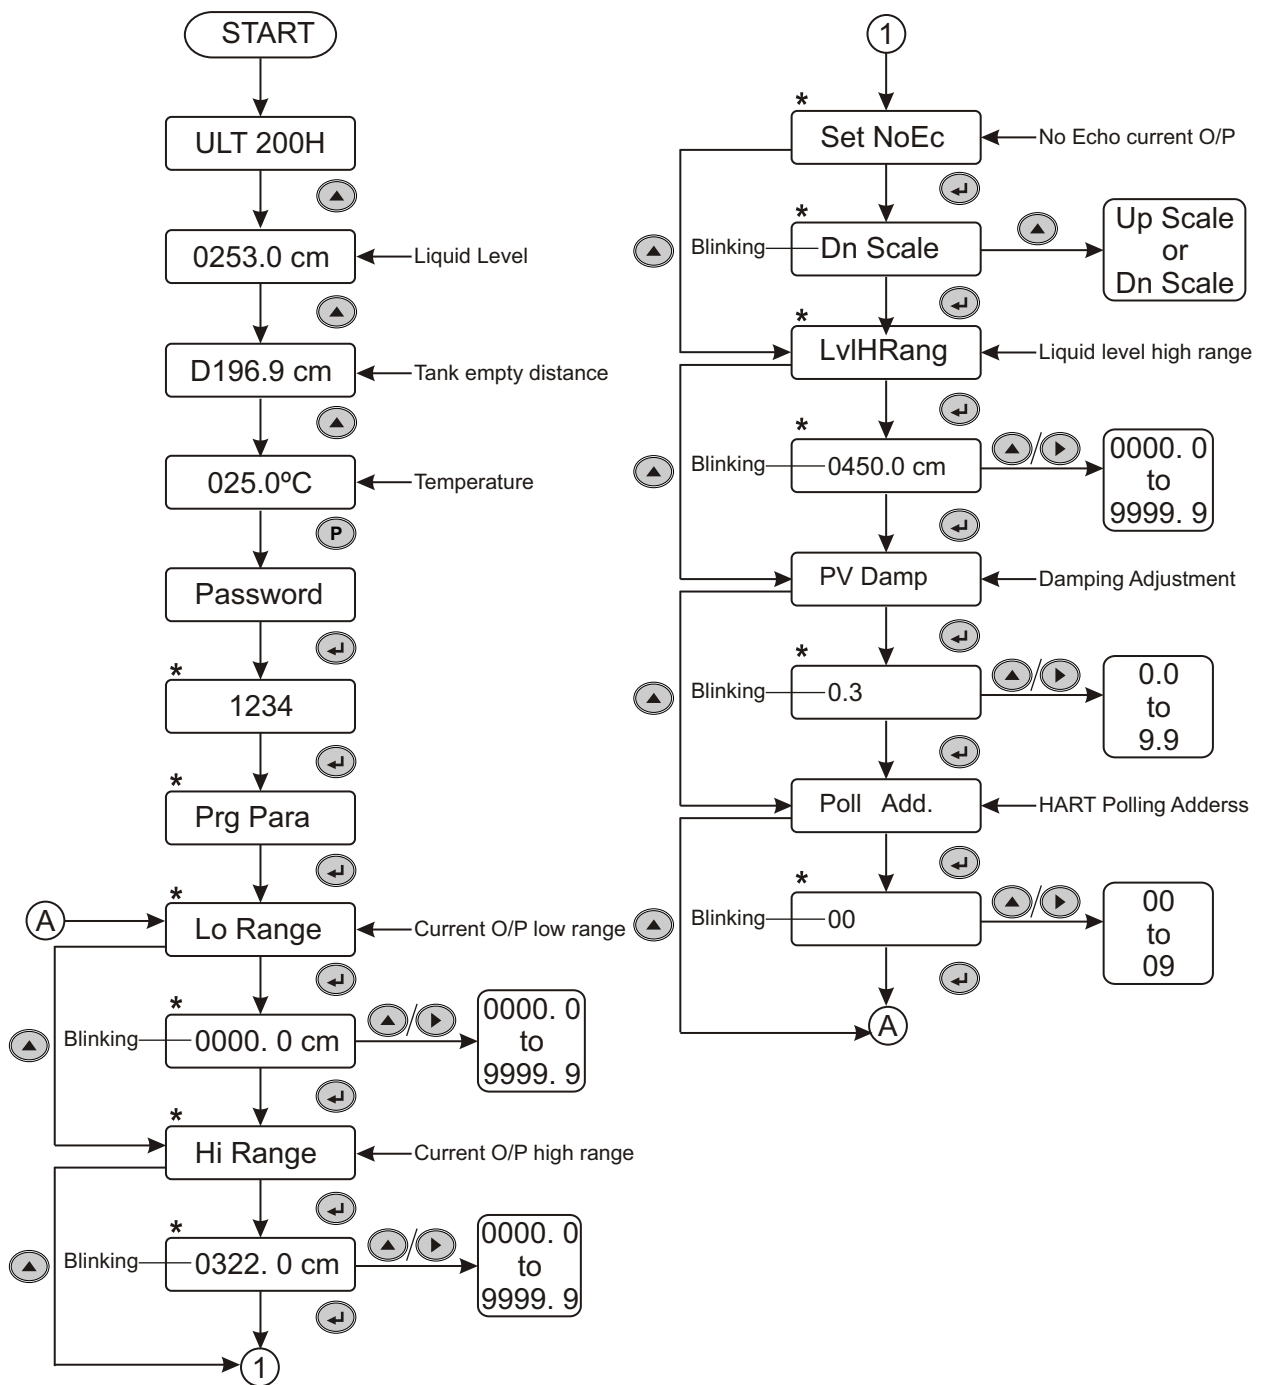 START
ULT 200H
0253.0 cm
Liquid Level
D196.9 cm
Tank empty distance
025.0ºC
Temperature
P
Password
*
1234
*
Prg Para
*
A
Lo Range
Current O/P low range
*
Blinking
0000. 0 cm
/
0000. 0
to
9999. 9
*
Hi Range
Current O/P high range
*
Blinking
0322. 0 cm
/
0000. 0
to
9999. 9
1
1
*
Set NoEc
No Echo current O/P
*
Blinking
Dn Scale
Up Scale
or
Dn Scale
*
LvlHRang
Liquid level high range
*
Blinking
0450.0 cm
/
0000. 0
to
9999. 9
PV Damp
Damping Adjustment
*
Blinking
0.3
/
0.0
to
9.9
Poll Add.
HART Polling Adderss
*
Blinking
00
/
00
to
09
A